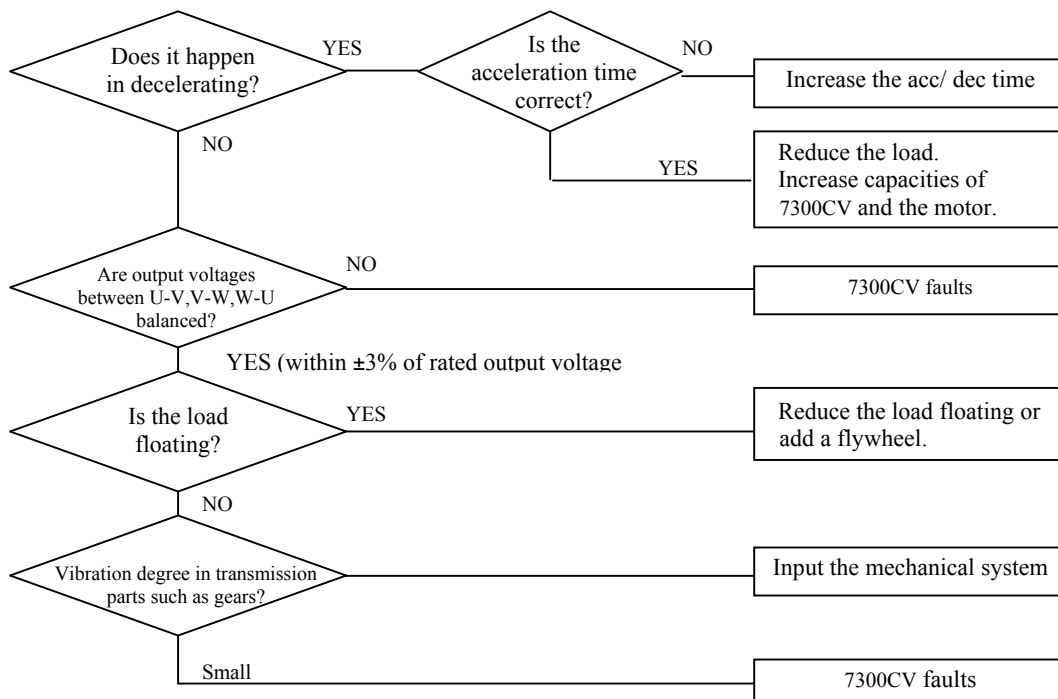 Does it happen
in decelerating?
YES
Is the
acceleration time
correct?
NO
Increase the acc/ dec time
NO
YES
Reduce the load.
Increase capacities of
7300CV and the motor.
Are output voltages
between U-V,V-W,W-U
balanced?
NO
7300CV faults
YES (within ±3% of rated output voltage
Is the load
floating?
YES
Reduce the load floating or
add a flywheel.
NO
Vibration degree in transmission
parts such as gears?
Input the mechanical system
Small
7300CV faults